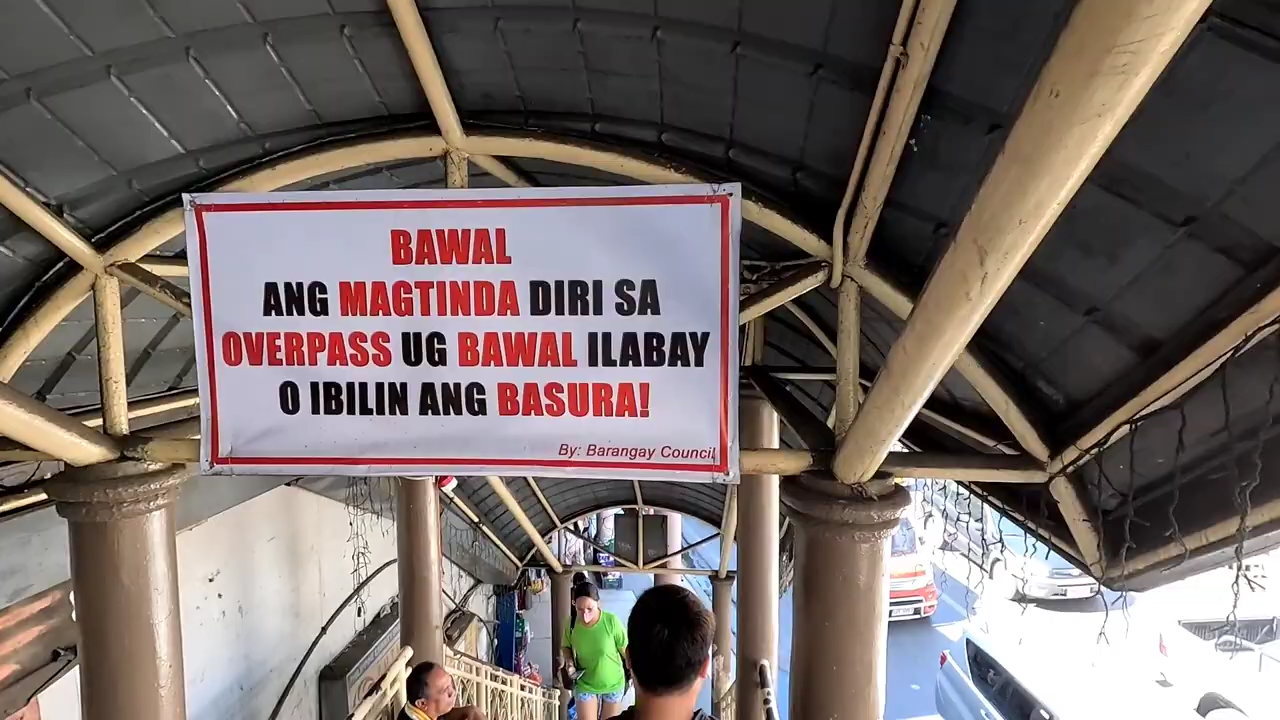 BAWAL
ANG MAGTINDA DIRI SA
OVERPASS UG BAWAL ILABAY
O IBILIN ANG BASURA!
By: Barangay Council